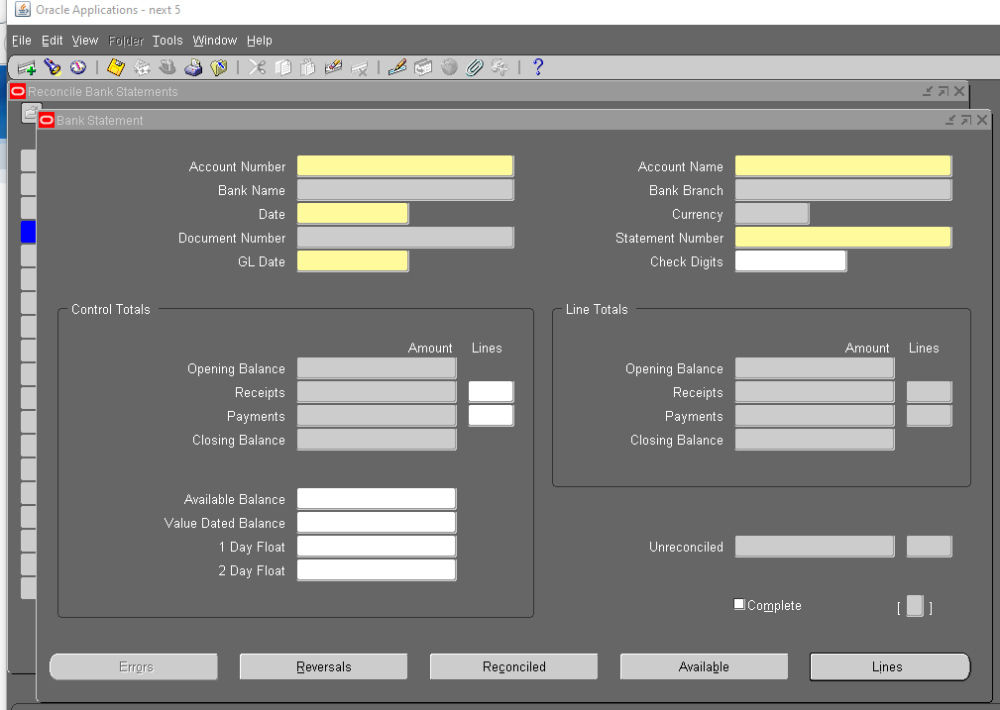 Oracle Applications - next 5
File Edit View Folder Tools Window Help
?
Reconcile Bank Statements
Bank Statement
Account Number
Account Name
Bank Name
Bank Branch
Date
Currency
Document Number
Statement Number
GL Date
Check Digits
Control Totals
Line Totals
Amount Lines
Amount Lines
Opening Balance
Opening Balance
Receipts
Receipts
Payments
Payments
Closing Balance
Closing Balance
Available Balance
Value Dated Balance
1 Day Float
Unreconciled
2 Day Float
Complete
[ ]
Errors
Reversals
Reconciled
Available
Lines